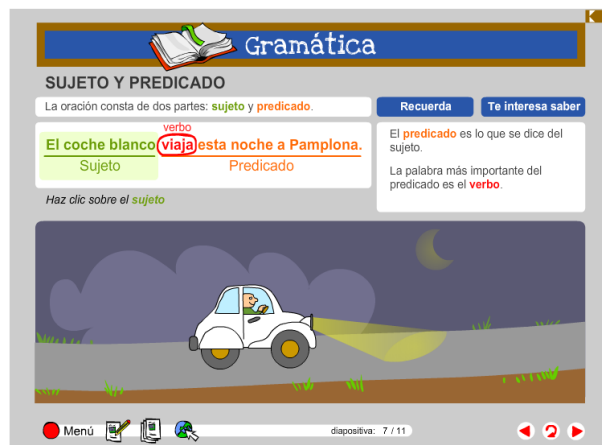 Gramática
SUJETO Y PREDICADO
La oración consta de dos partes: sujeto y predicado.
Recuerda
Te interesa saber
verbo
El coche blanco viaja esta noche a Pamplona.
Sujeto
Predicado
El predicado es lo que se dice del
sujeto.
La palabra más importante del
predicado es el verbo.
Haz clic sobre el sujeto
Menú
diapositiva: 7 / 11